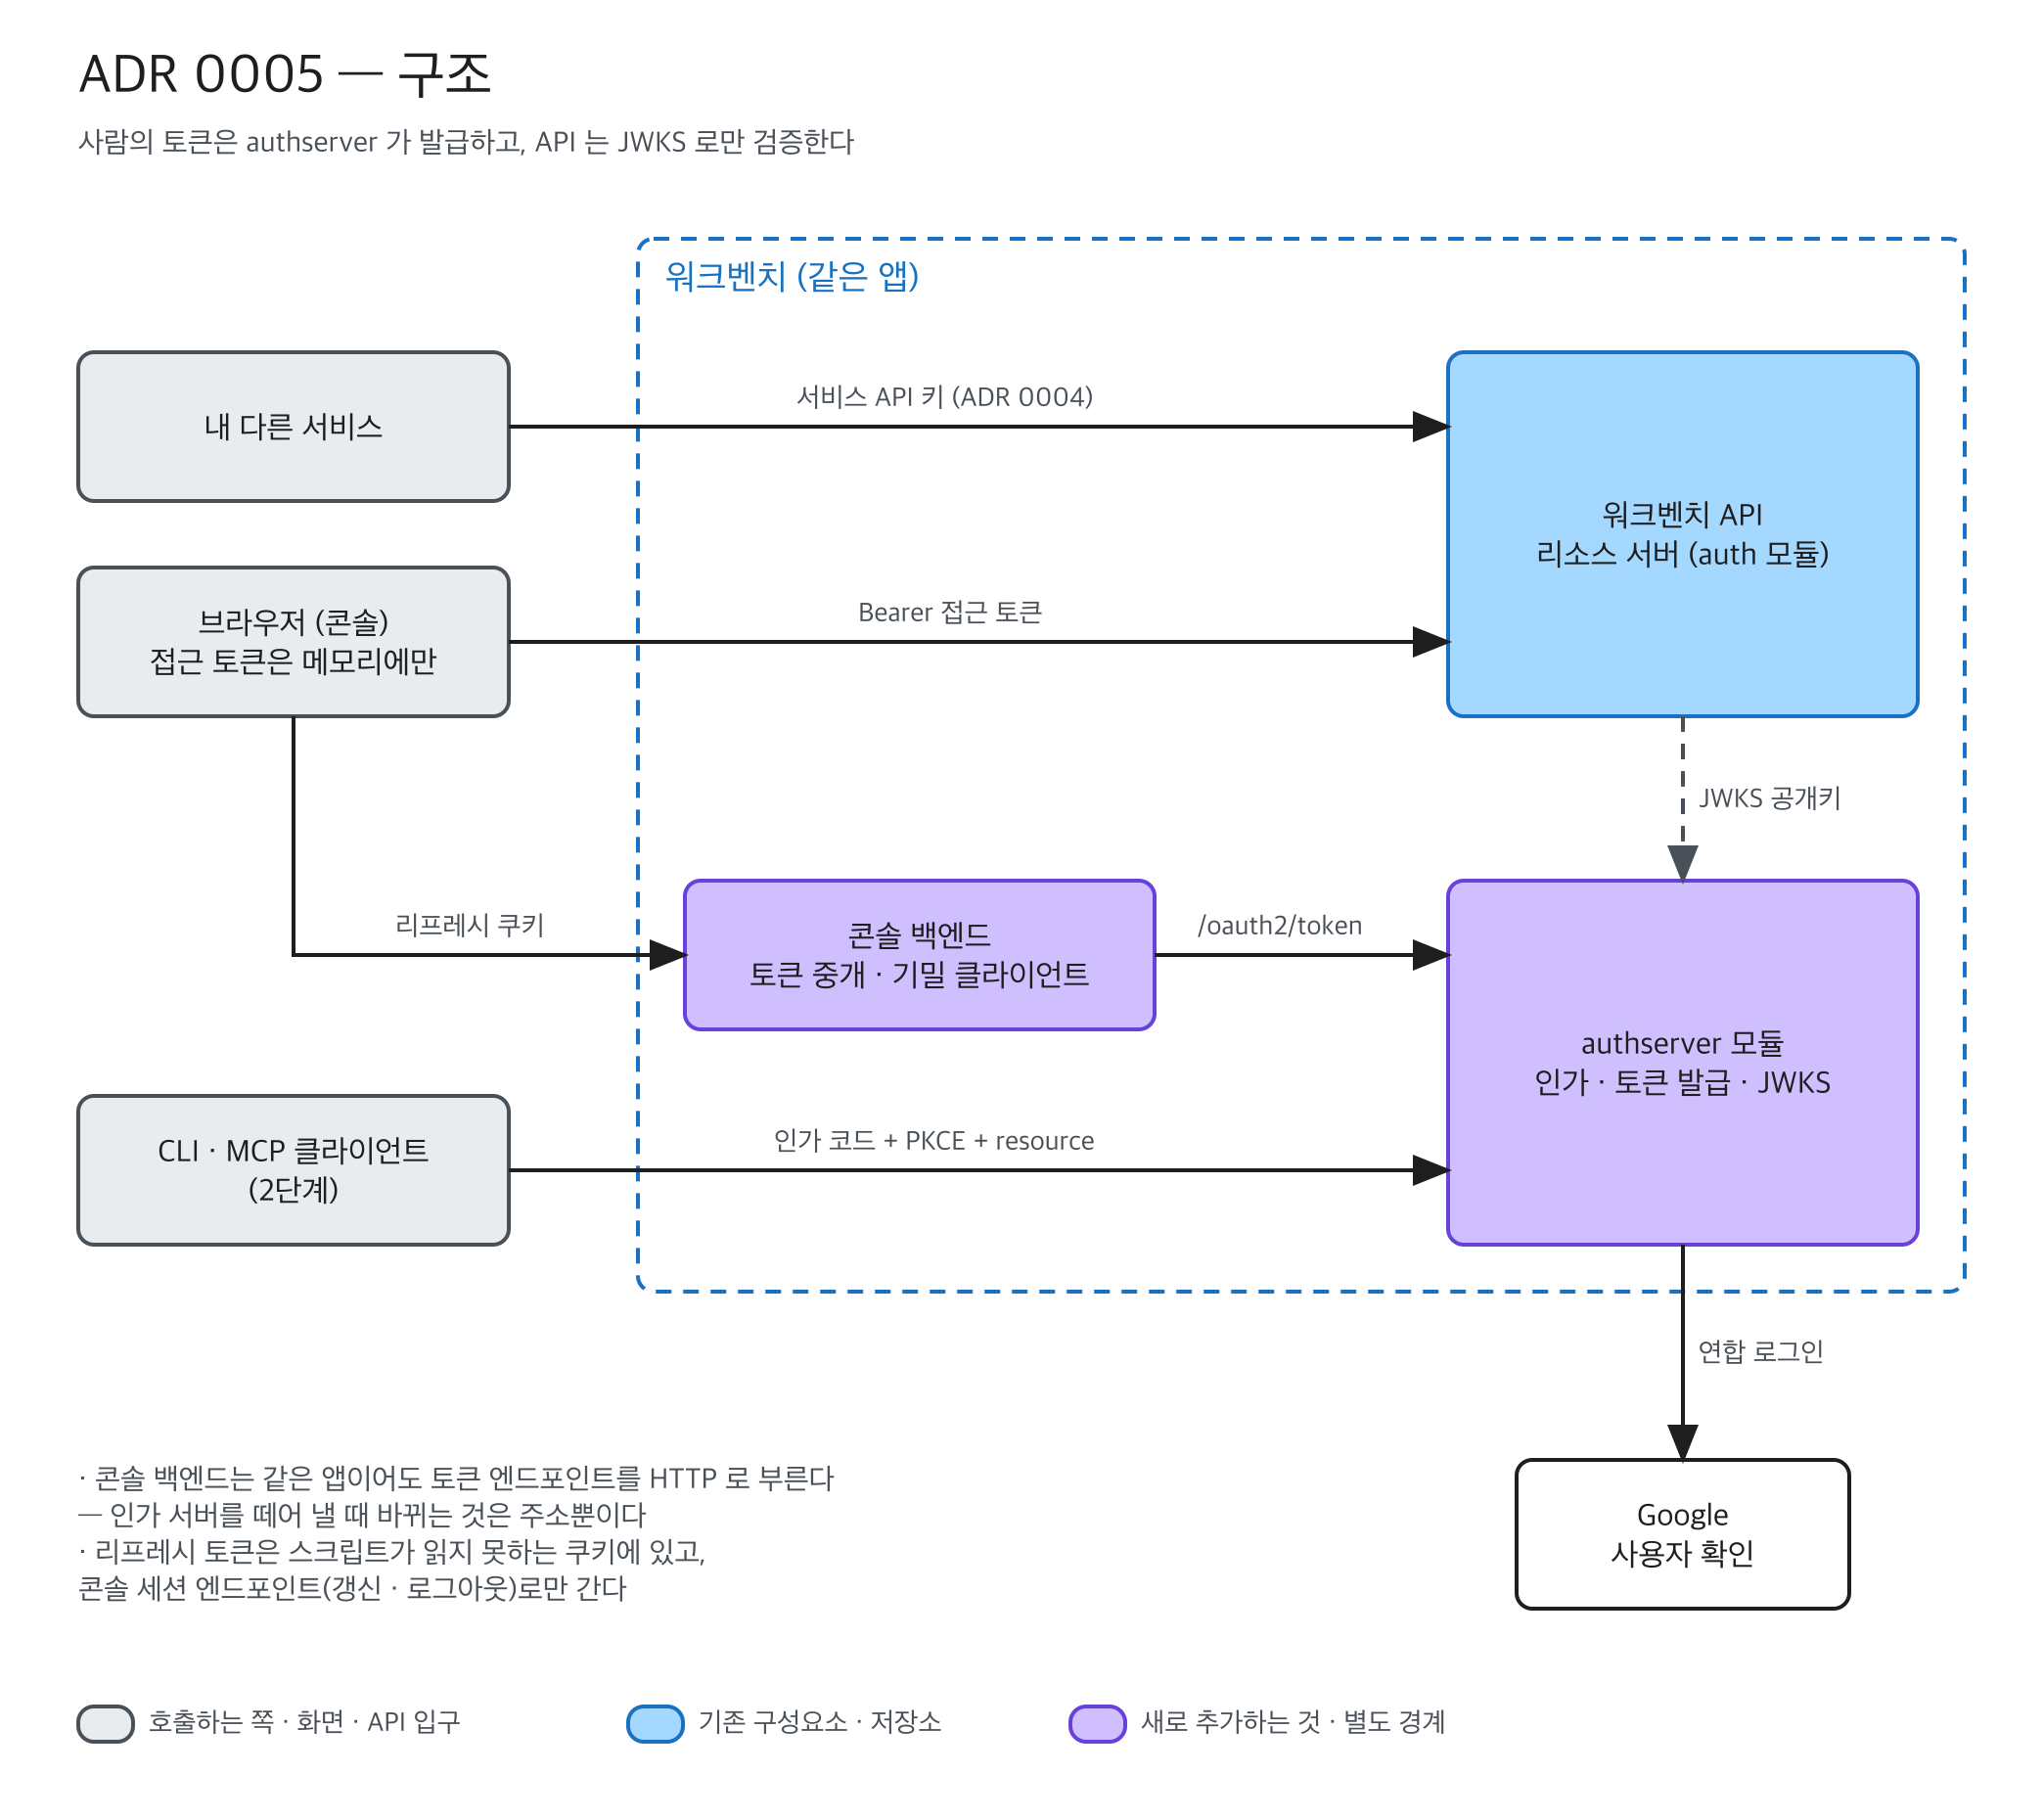 ADR 0005 — 구조
사람의 토큰은 authserver 가 발급하고, API 는 JWKS 로만 검증한다
워크벤치 (같은 앱)
내 다른 서비스
서비스 API 키 (ADR 0004)
워크벤치 API
리소스 서버 (auth 모듈)
브라우저 (콘솔)
접근 토큰은 메모리에만
Bearer 접근 토큰
JWKS 공개키
리프레시 쿠키
콘솔 백엔드
토큰 중개 · 기밀 클라이언트
/oauth2/token
authserver 모듈
인가 · 토큰 발급 · JWKS
CLI · MCP 클라이언트
(2단계)
인가 코드 + PKCE + resource
연합 로그인
Google
사용자 확인
· 콘솔 백엔드는 같은 앱이어도 토큰 엔드포인트를 HTTP 로 부른다
— 인가 서버를 떼어 낼 때 바뀌는 것은 주소뿐이다
· 리프레시 토큰은 스크립트가 읽지 못하는 쿠키에 있고,
콘솔 세션 엔드포인트(갱신 · 로그아웃)로만 간다
호출하는 쪽 · 화면 · API 입구
기존 구성요소 · 저장소
새로 추가하는 것 · 별도 경계